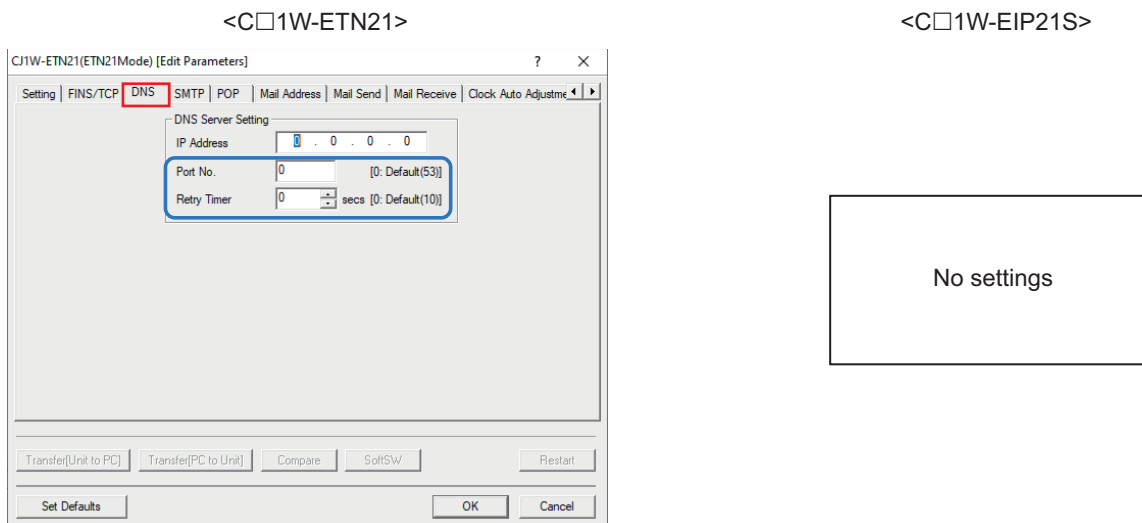 <C□1W-ETN21>
<C□1W-EIP21S>
CJ1W-ETN21(ETN21Mode) [Edit Parameters] ? ×
Setting FINS/TCP DNS SMTP POP Mail Address Mail Send Mail Receive Clock Auto Adjustme
DNS Server Setting
IP Address 0 . 0 . 0 . 0
Port No. 0 [0: Default(53)]
Retry Timer 0 secs [0: Default(10)]
No settings
Transfer[Unit to PC] Transfer[PC to Unit] Compare SoftSW Restart
Set Defaults OK Cancel